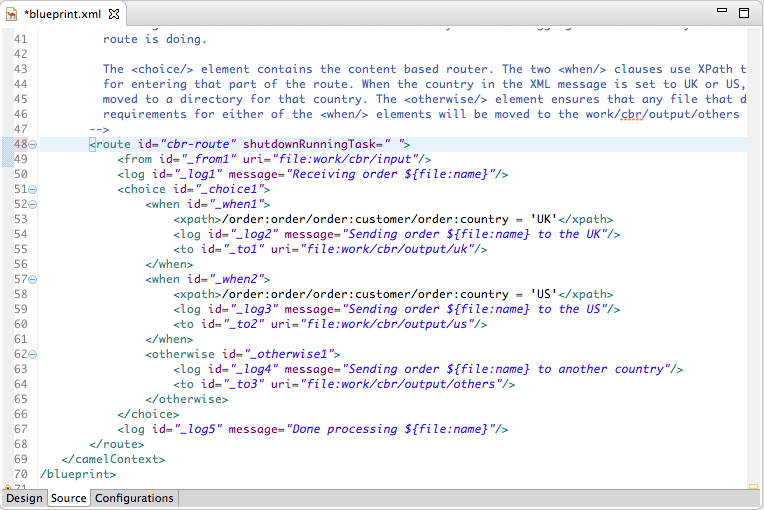 *blueprint.xml
41 route is doing.
42
43 The <choice/> element contains the content based router. The two <when/> clauses use XPath t
44 for entering that part of the route. When the country in the XML message is set to UK or US,
45 moved to a directory for that country. The <otherwise/> element ensures that any file that d
46 requirements for either of the <when/> elements will be moved to the work/cbr/output/others
47 -->
48 <route id="cbr-route" shutdownRunningTask=" ">
49 <from id="_from1" uri="file:work/cbr/input"/>
50 <log id="_log1" message="Receiving order ${file:name}"/>
51 <choice id="_choice1">
52 <when id="_when1">
53 <xpath>/order:order/order:customer/order:country = 'UK'</xpath>
54 <log id="_log2" message="Sending order ${file:name} to the UK"/>
55 <to id="_to1" uri="file:work/cbr/output/uk"/>
56 </when>
57 <when id="_when2">
58 <xpath>/order:order/order:customer/order:country = 'US'</xpath>
59 <log id="_log3" message="Sending order ${file:name} to the US"/>
60 <to id="_to2" uri="file:work/cbr/output/us"/>
61 </when>
62 <otherwise id="_otherwise1">
63 <log id="_log4" message="Sending order ${file:name} to another country"/>
64 <to id="_to3" uri="file:work/cbr/output/others"/>
65 </otherwise>
66 </choice>
67 <log id="_log5" message="Done processing ${file:name}"/>
68 </route>
69 </camelContext>
70 /blueprint>
71
Design Source Configurations